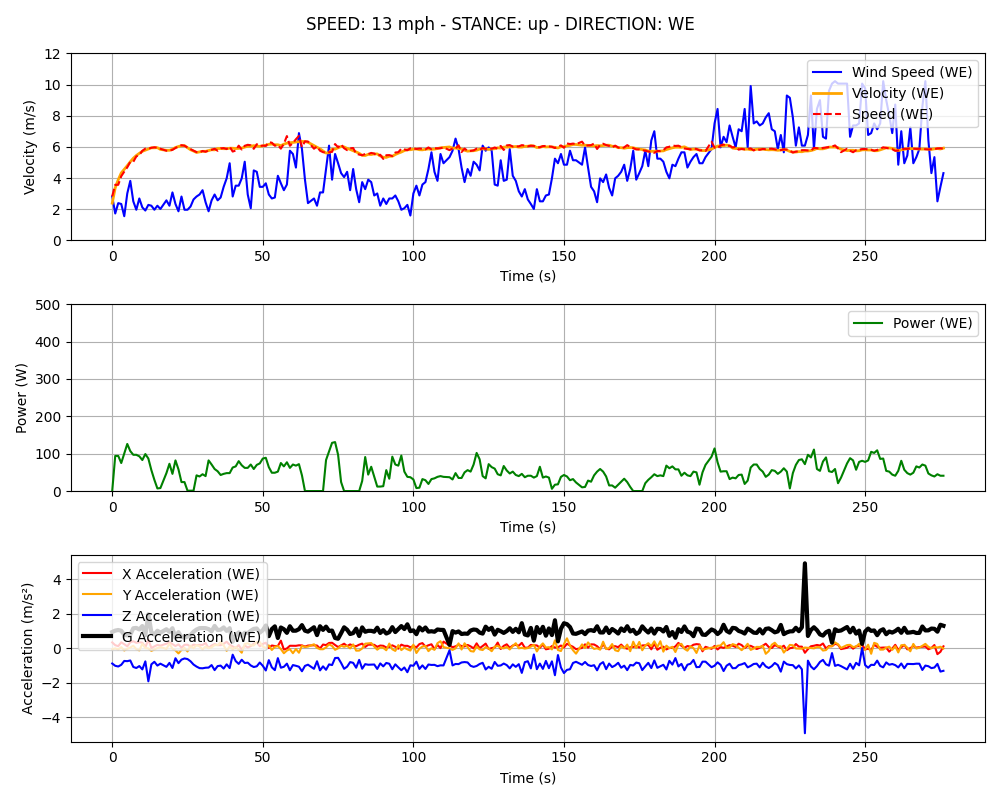 SPEED: 13 mph - STANCE: up - DIRECTION: WE
12
10
8
6
4
2
0
Velocity (m/s)
Wind Speed (WE)
Velocity (WE)
Speed (WE)
0 50 100 150 200 250
Time (s)
500
400
300
200
100
0
Power (W)
Power (WE)
0 50 100 150 200 250
Time (s)
4
2
0
−2
−4
Acceleration (m/s²)
X Acceleration (WE)
Y Acceleration (WE)
Z Acceleration (WE)
G Acceleration (WE)
0 50 100 150 200 250
Time (s)